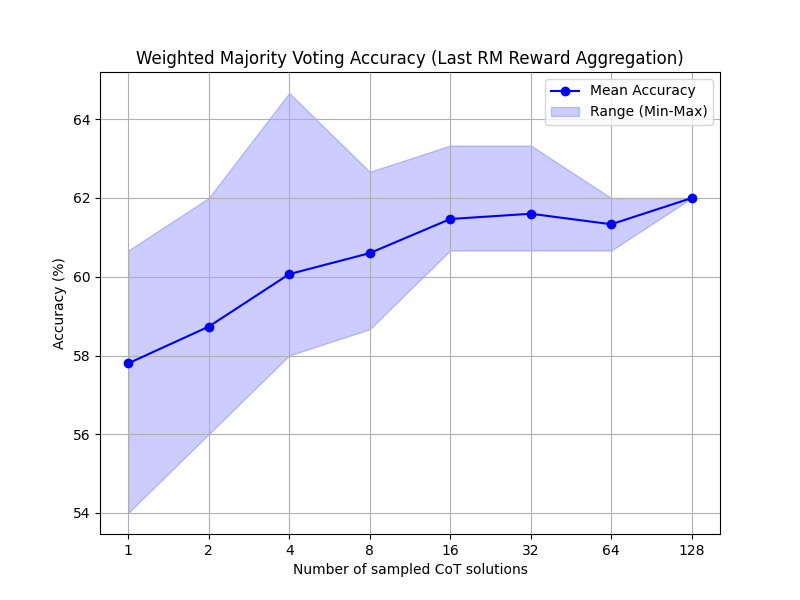 Weighted Majority Voting Accuracy (Last RM Reward Aggregation)
Mean Accuracy
Range (Min-Max)
Accuracy (%)
64
62
60
58
56
54
1 2 4 8 16 32 64 128
Number of sampled CoT solutions